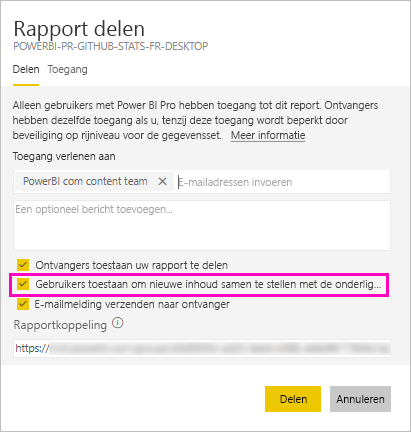 Rapport delen
POWERBI-PR-GITHUB-STATS-FR-DESKTOP
Delen Toegang
Alleen gebruikers met Power BI Pro hebben toegang tot dit report. Ontvangers
hebben dezelfde toegang als u, tenzij deze toegang wordt beperkt door
beveiliging op rijniveau voor de gegevensset. Meer informatie
Toegang verlenen aan
PowerBI com content team E-mailadressen invoeren
Een optioneel bericht toevoegen...
Ontvangers toestaan uw rapport te delen
Gebruikers toestaan om nieuwe inhoud samen te stellen met de onderlig...
E-mailmelding verzenden naar ontvanger
Rapportkoppeling
https://
Delen Annuleren